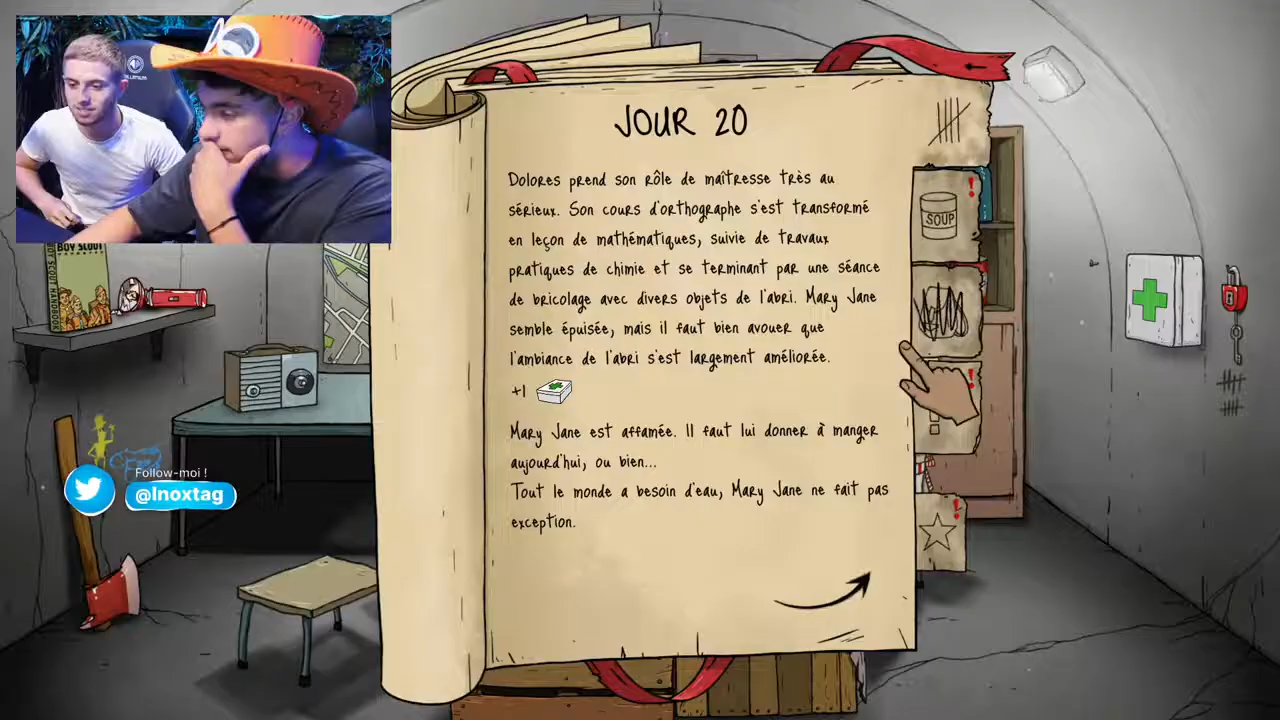 JOUR 20
Dolores prend son rôle de maîtresse très au
sérieux. Son cours d'orthographe s'est transformé
en leçon de mathématiques, suivie de travaux
pratiques de chimie et se terminant par une séance
de bricolage avec divers objets de l'abri. Mary Jane
semble épuisée, mais il faut bien avouer que
l'ambiance de l'abri s'est largement améliorée.
+1
Mary Jane est affamée. Il faut lui donner à manger
aujourd'hui, ou bien...
Tout le monde a besoin d'eau, Mary Jane ne fait pas
exception.
SOUP
BOY SCOUT
BOY SCOUT HANDBOOK
Follow-moi !
@Inoxtag